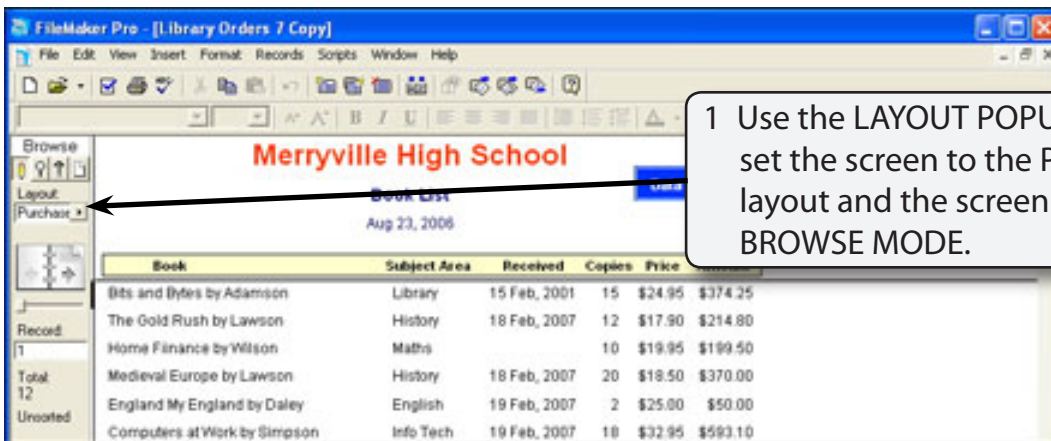 FileMaker Pro - [Library Orders 7 Copy]
File Edit View Insert Format Records Scripts Window Help
Browse
Layout:
Purchase
Record:
1
Total:
12
Unsorted
Merryville High School
Book List
Aug 23, 2006
Data
1 Use the LAYOUT POPU
set the screen to the P
layout and the screen
BROWSE MODE.
Book Subject Area Received Copies Price
Bits and Bytes by Adamson Library 15 Feb, 2001 15 $24.95 $374.25
The Gold Rush by Lawson History 18 Feb, 2007 12 $17.90 $214.80
Home Fiinance by Wilson Maths 10 $19.95 $199.50
Medieval Europe by Lawson History 18 Feb, 2007 20 $18.50 $370.00
England My England by Daley English 19 Feb, 2007 2 $25.00 $50.00
Computers at Work by Simpson Info Tech 19 Feb, 2007 18 $32.95 $593.10